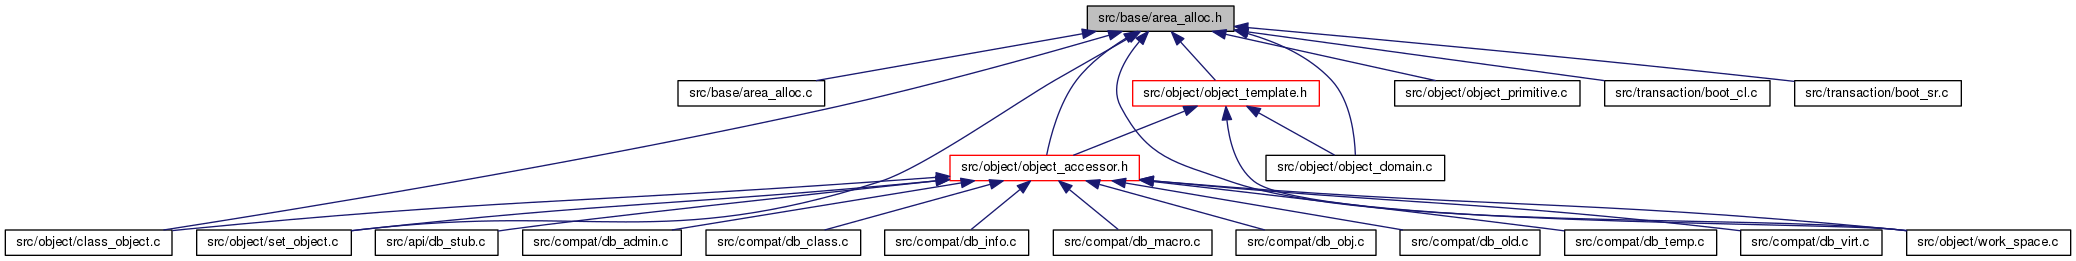 src/base/area_alloc.h
src/base/area_alloc.c
src/object/object_template.h
src/object/object_primitive.c
src/transaction/boot_cl.c
src/transaction/boot_sr.c
src/object/object_accessor.h
src/object/object_domain.c
src/object/class_object.c
src/object/set_object.c
src/api/db_stub.c
src/compat/db_admin.c
src/compat/db_class.c
src/compat/db_info.c
src/compat/db_macro.c
src/compat/db_obj.c
src/compat/db_old.c
src/compat/db_temp.c
src/compat/db_virt.c
src/object/work_space.c